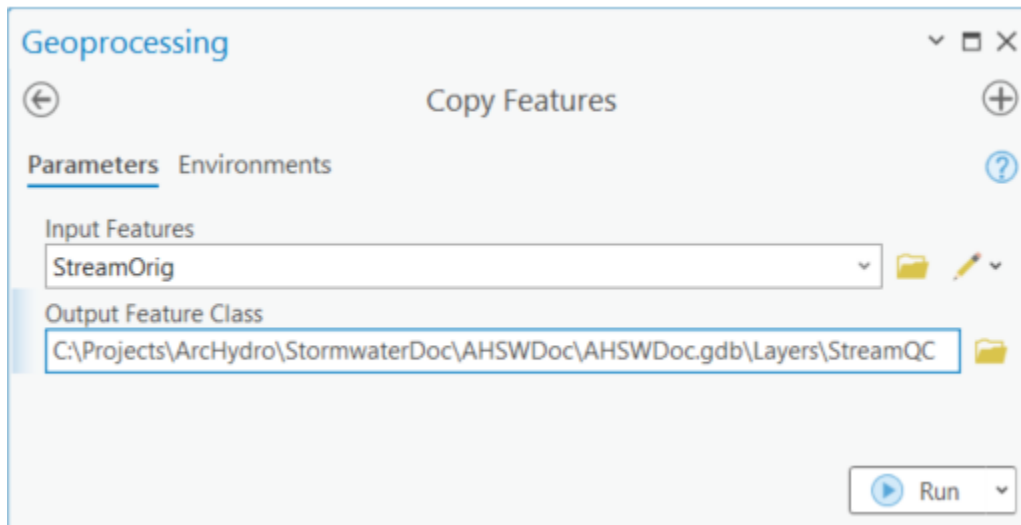 Geoprocessing
Copy Features
Parameters Environments
Input Features
StreamOrig
Output Feature Class
C:\Projects\ArcHydro\StormwaterDoc\AHSWDoc\AHSWDoc.gdb\Layers\StreamQC
Run